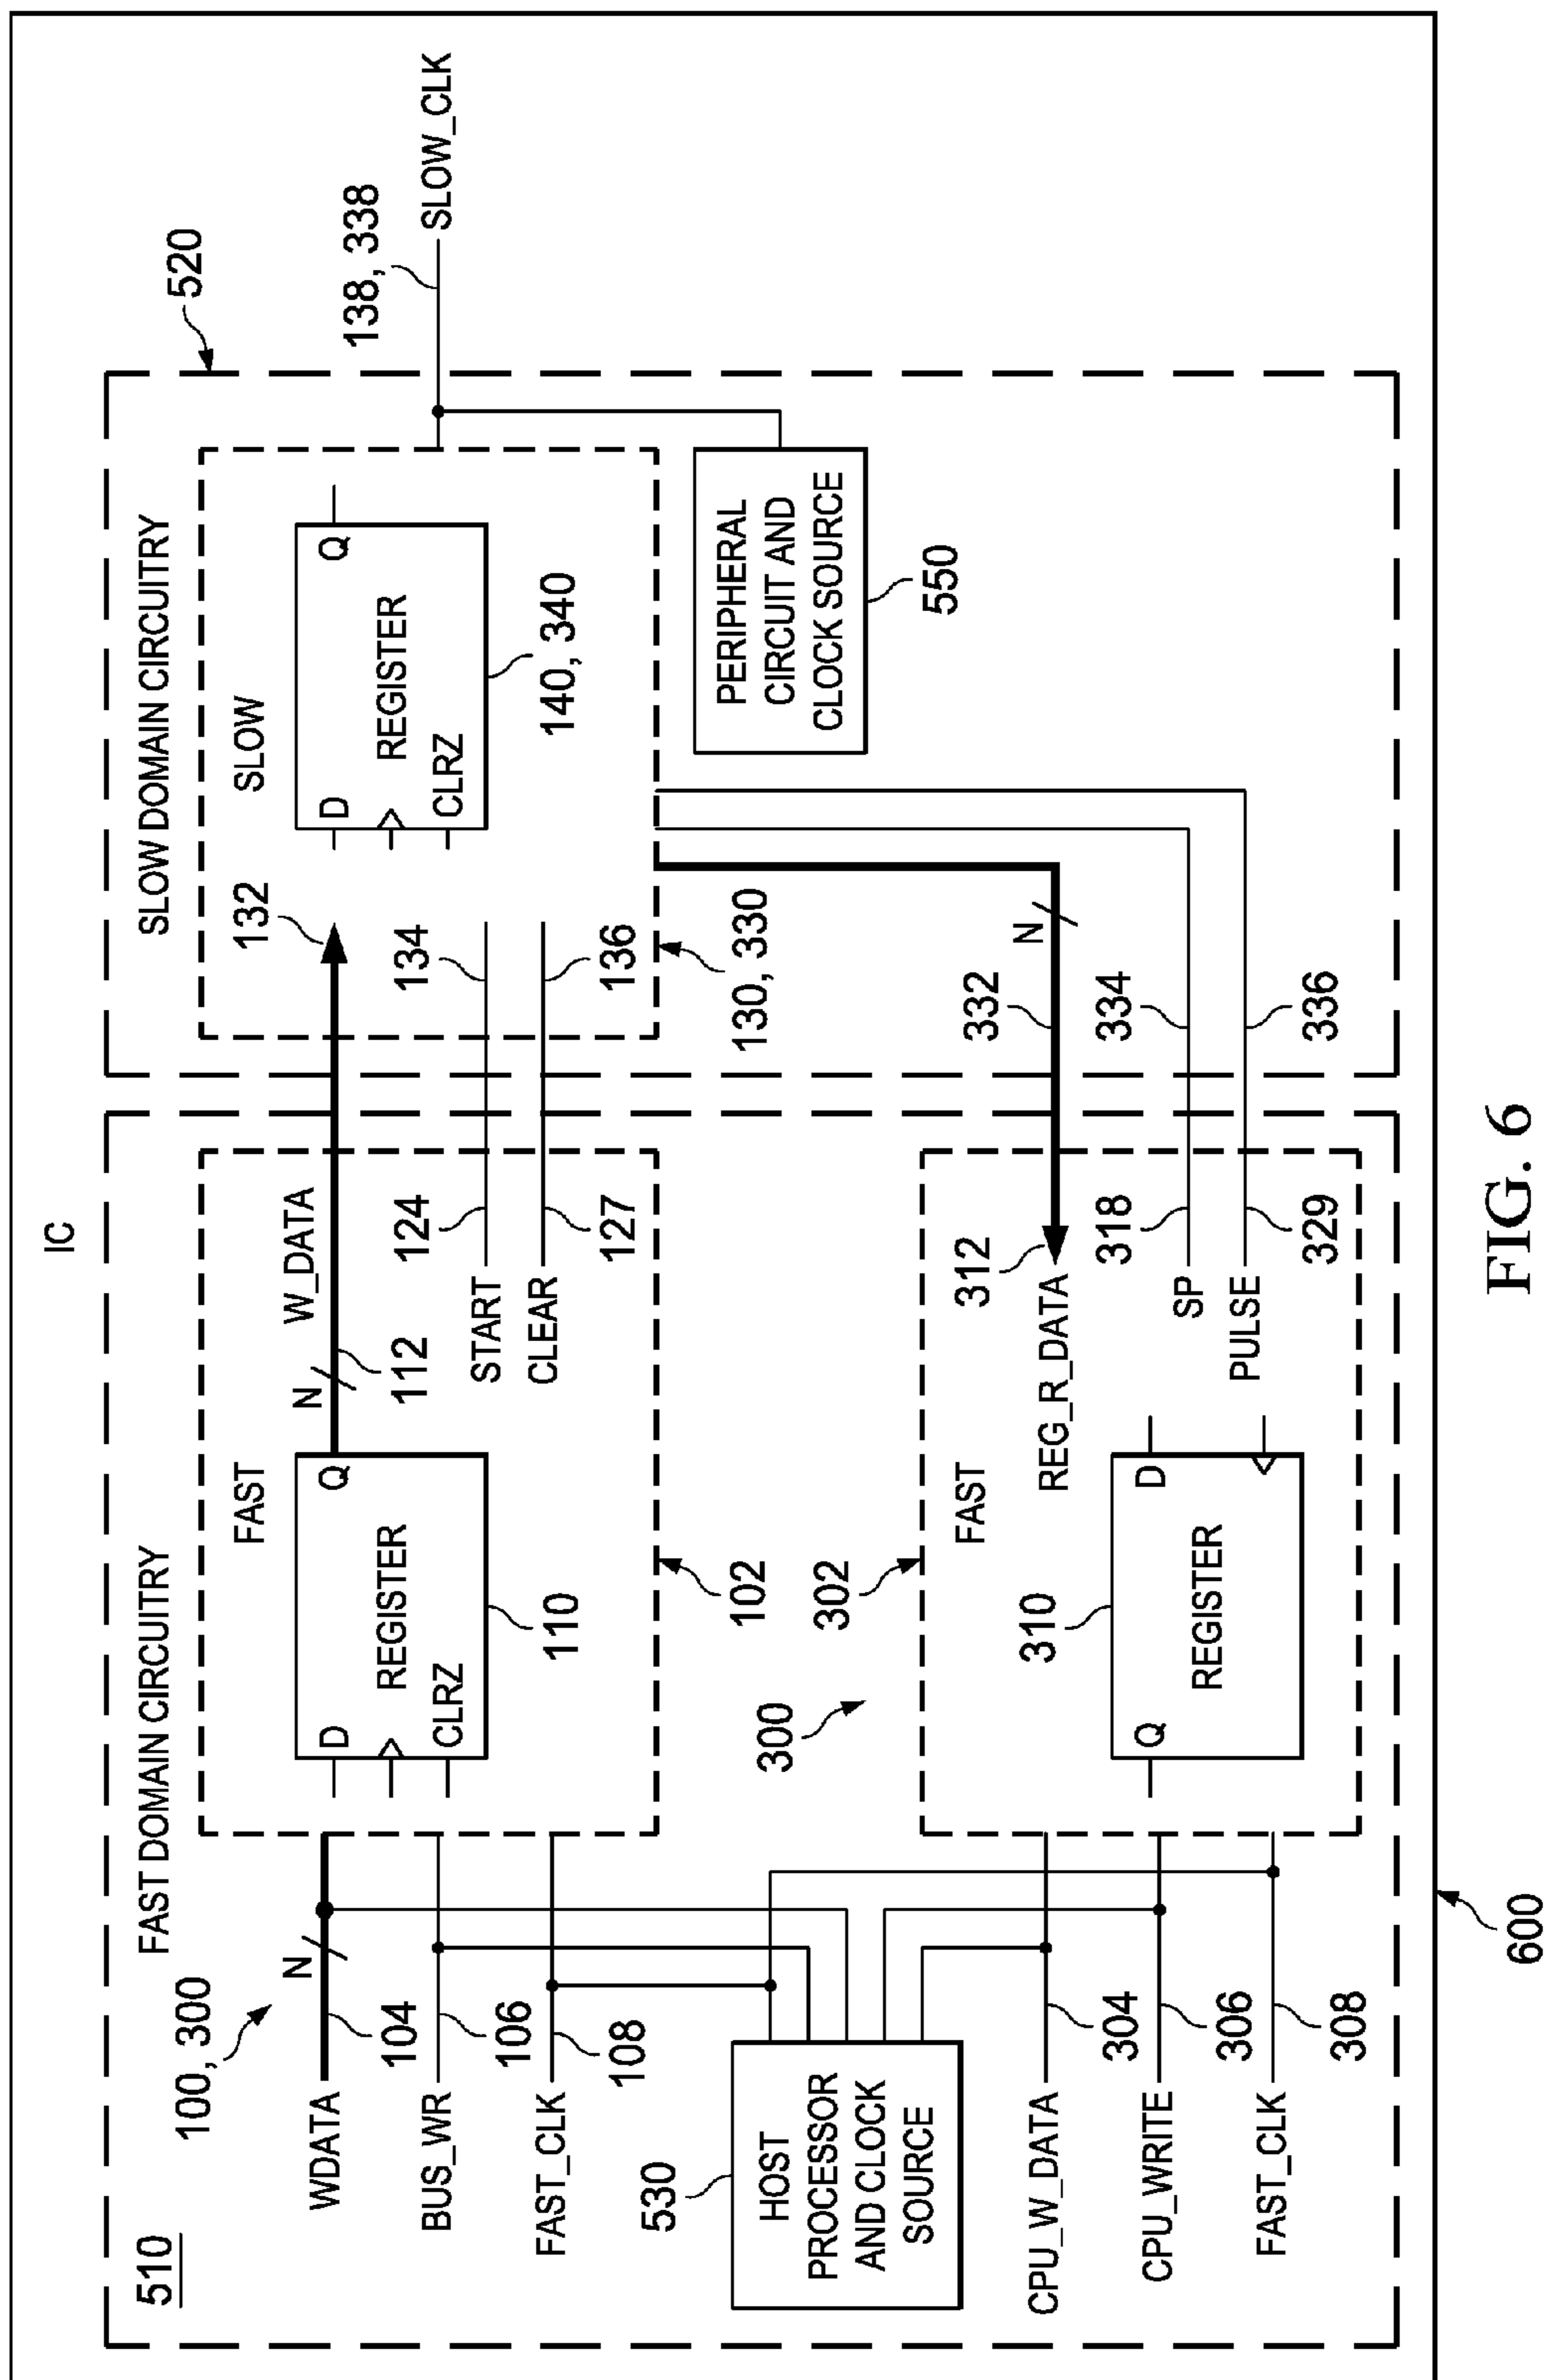 IC
510
FAST DOMAIN CIRCUITRY
SLOW DOMAIN CIRCUITRY
520
100, 300
WDATA
N
104
BUS_WR
106
FAST_CLK
108
FAST
D
Q
REGISTER
CLRZ
110
N
W_DATA
112
START
124
CLEAR
127
102
132
134
136
SLOW
D
Q
REGISTER
CLRZ
140, 340
130, 330
138, 338
SLOW_CLK
PERIPHERAL
CIRCUIT AND
CLOCK SOURCE
550
530
HOST
PROCESSOR
AND CLOCK
SOURCE
300
302
FAST
CPU_W_DATA
304
CPU_WRITE
306
FAST_CLK
308
310
Q
D
REGISTER
REG_R_DATA
312
N
332
SP
318
334
PULSE
329
336
600
FIG. 6